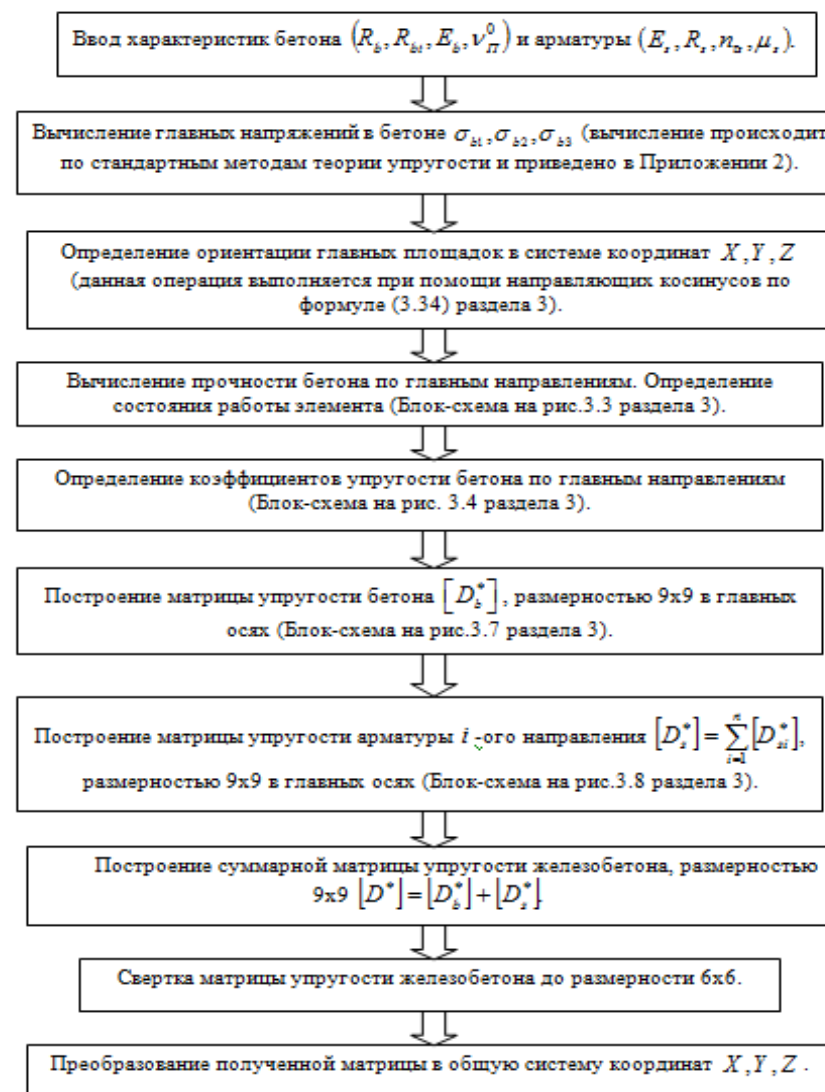 Ввод характеристик бетона (R_b, R_bt, E_b, ν_П^0) и арматуры (E_s, R_s, n_a, μ_s).
Вычисление главных напряжений в бетоне σ_b1, σ_b2, σ_b3 (вычисление происходит
по стандартным методам теории упругости и приведено в Приложении 2).
Определение ориентации главных площадок в системе координат X, Y, Z
(данная операция выполняется при помощи направляющих косинусов по
формуле (3.34) раздела 3).
Вычисление прочности бетона по главным направлениям. Определение
состояния работы элемента (Блок-схема на рис.3.3 раздела 3).
Определение коэффициентов упругости бетона по главным направлениям
(Блок-схема на рис. 3.4 раздела 3).
Построение матрицы упругости бетона [D_b^*], размерностью 9х9 в главных
осях (Блок-схема на рис.3.7 раздела 3).
Построение матрицы упругости арматуры i -ого направления [D_s^*] = ∑_{i=1}^{n} [D_si^*],
размерностью 9х9 в главных осях (Блок-схема на рис.3.8 раздела 3).
Построение суммарной матрицы упругости железобетона, размерностью
9х9 [D^*] = [D_b^*] + [D_s^*]
Свертка матрицы упругости железобетона до размерности 6х6.
Преобразование полученной матрицы в общую систему координат X, Y, Z .